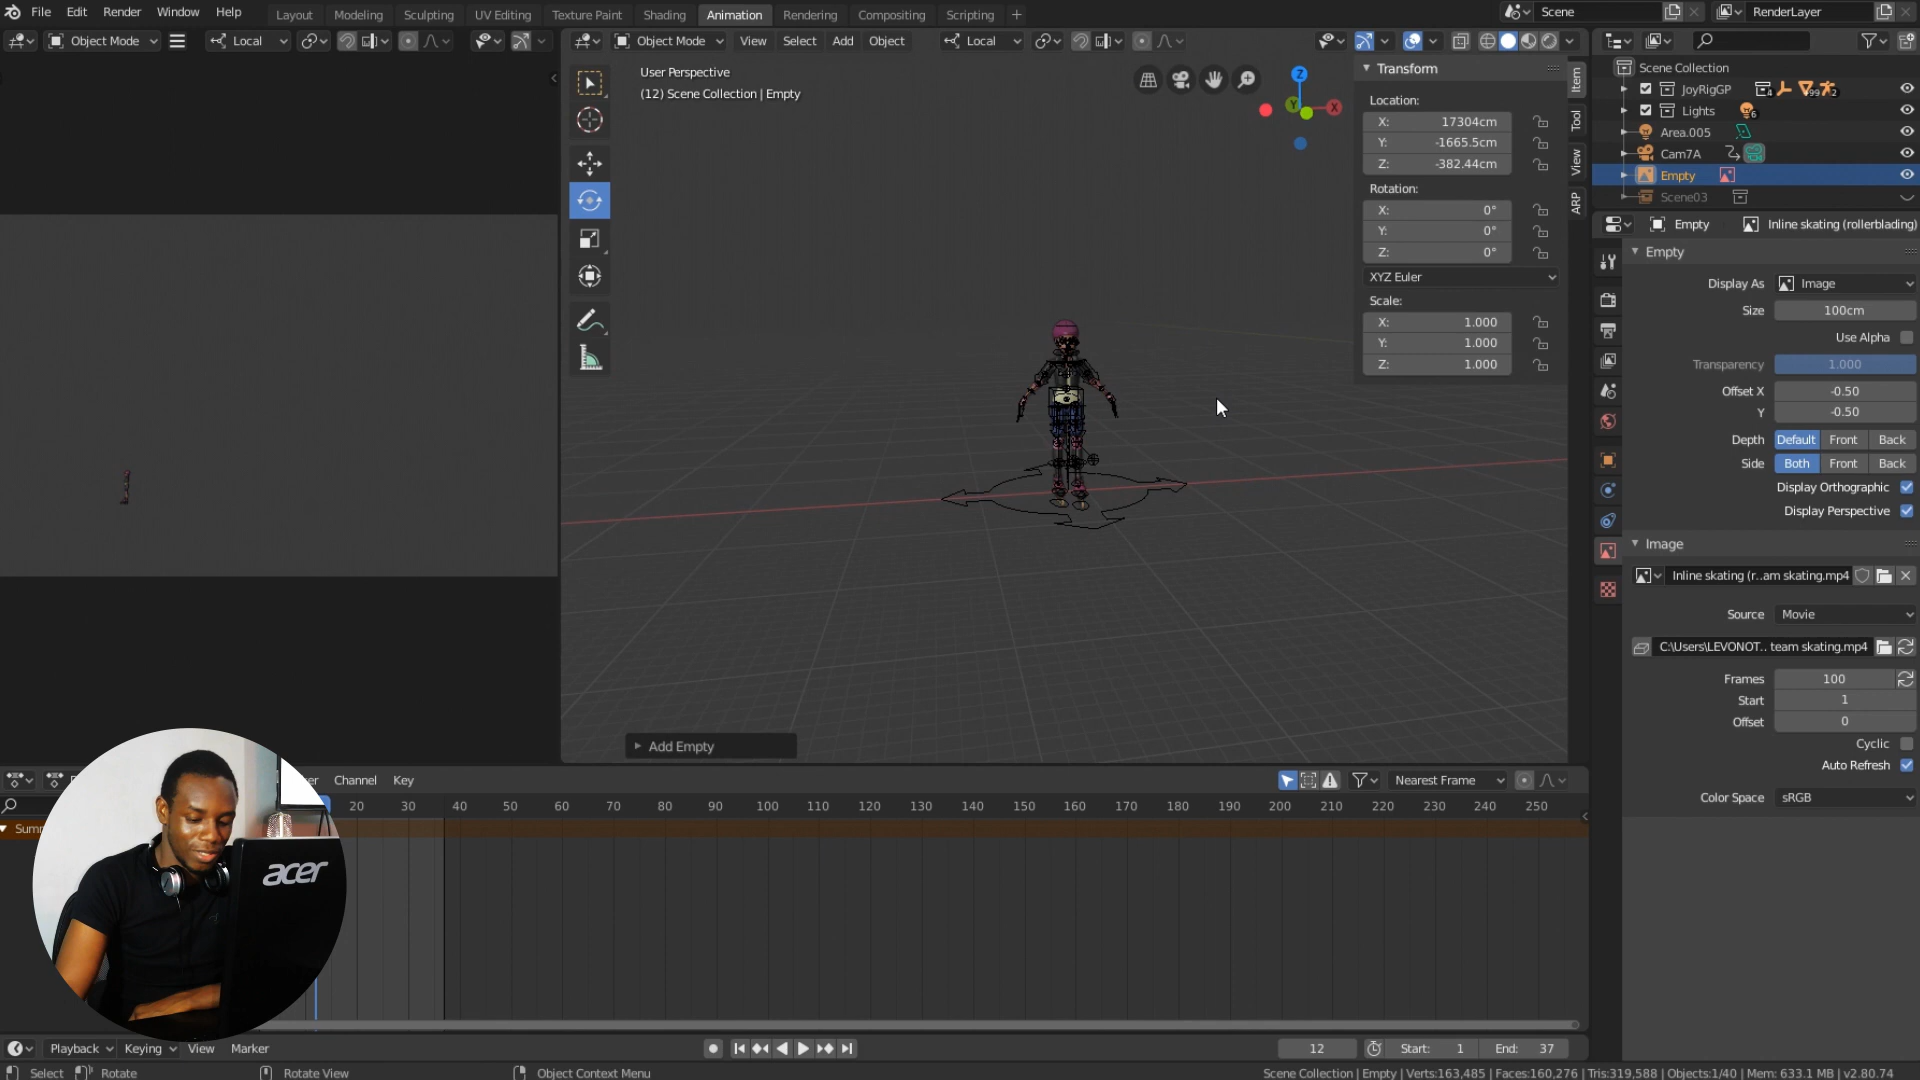 File Edit Render Window Help Layout Modeling Sculpting UV Editing Texture Paint Shading Animation Rendering Compositing Scripting + Scene RenderLayer
Object Mode Local Object Mode View Select Add Object Local
User Perspective
(12) Scene Collection | Empty
Z
Y
X
Transform
Location:
X: 17304cm
Y: -1665.5cm
Z: -382.44cm
Rotation:
X: 0°
Y: 0°
Z: 0°
XYZ Euler
Scale:
X: 1.000
Y: 1.000
Z: 1.000
Item
Tool
View
ARP
Scene Collection
JoyRigGP 4 99 2
Lights 6
Area.005
Cam7A
Empty
Scene03
Empty Inline skating (rollerblading)
Empty
Display As Image
Size 100cm
Use Alpha
Transparency 1.000
Offset X -0.50
Y -0.50
Depth Default Front Back
Side Both Front Back
Display Orthographic
Display Perspective
Image
Inline skating (r..am skating.mp4
Source Movie
C:\Users\LEVONOT.. team skating.mp4
Frames 100
Start 1
Offset 0
Cyclic
Auto Refresh
Color Space sRGB
Add Empty
Channel Key Nearest Frame
20 30 40 50 60 70 80 90 100 110 120 130 140 150 160 170 180 190 200 210 220 230 240 250
Summ
acer
Playback Keying View Marker 12 Start: 1 End: 37
Select Rotate Rotate View Object Context Menu Scene Collection | Empty | Verts:163,485 | Faces:160,276 | Tris:319,588 | Objects:1/40 | Mem: 633.1 MB | v2.80.74